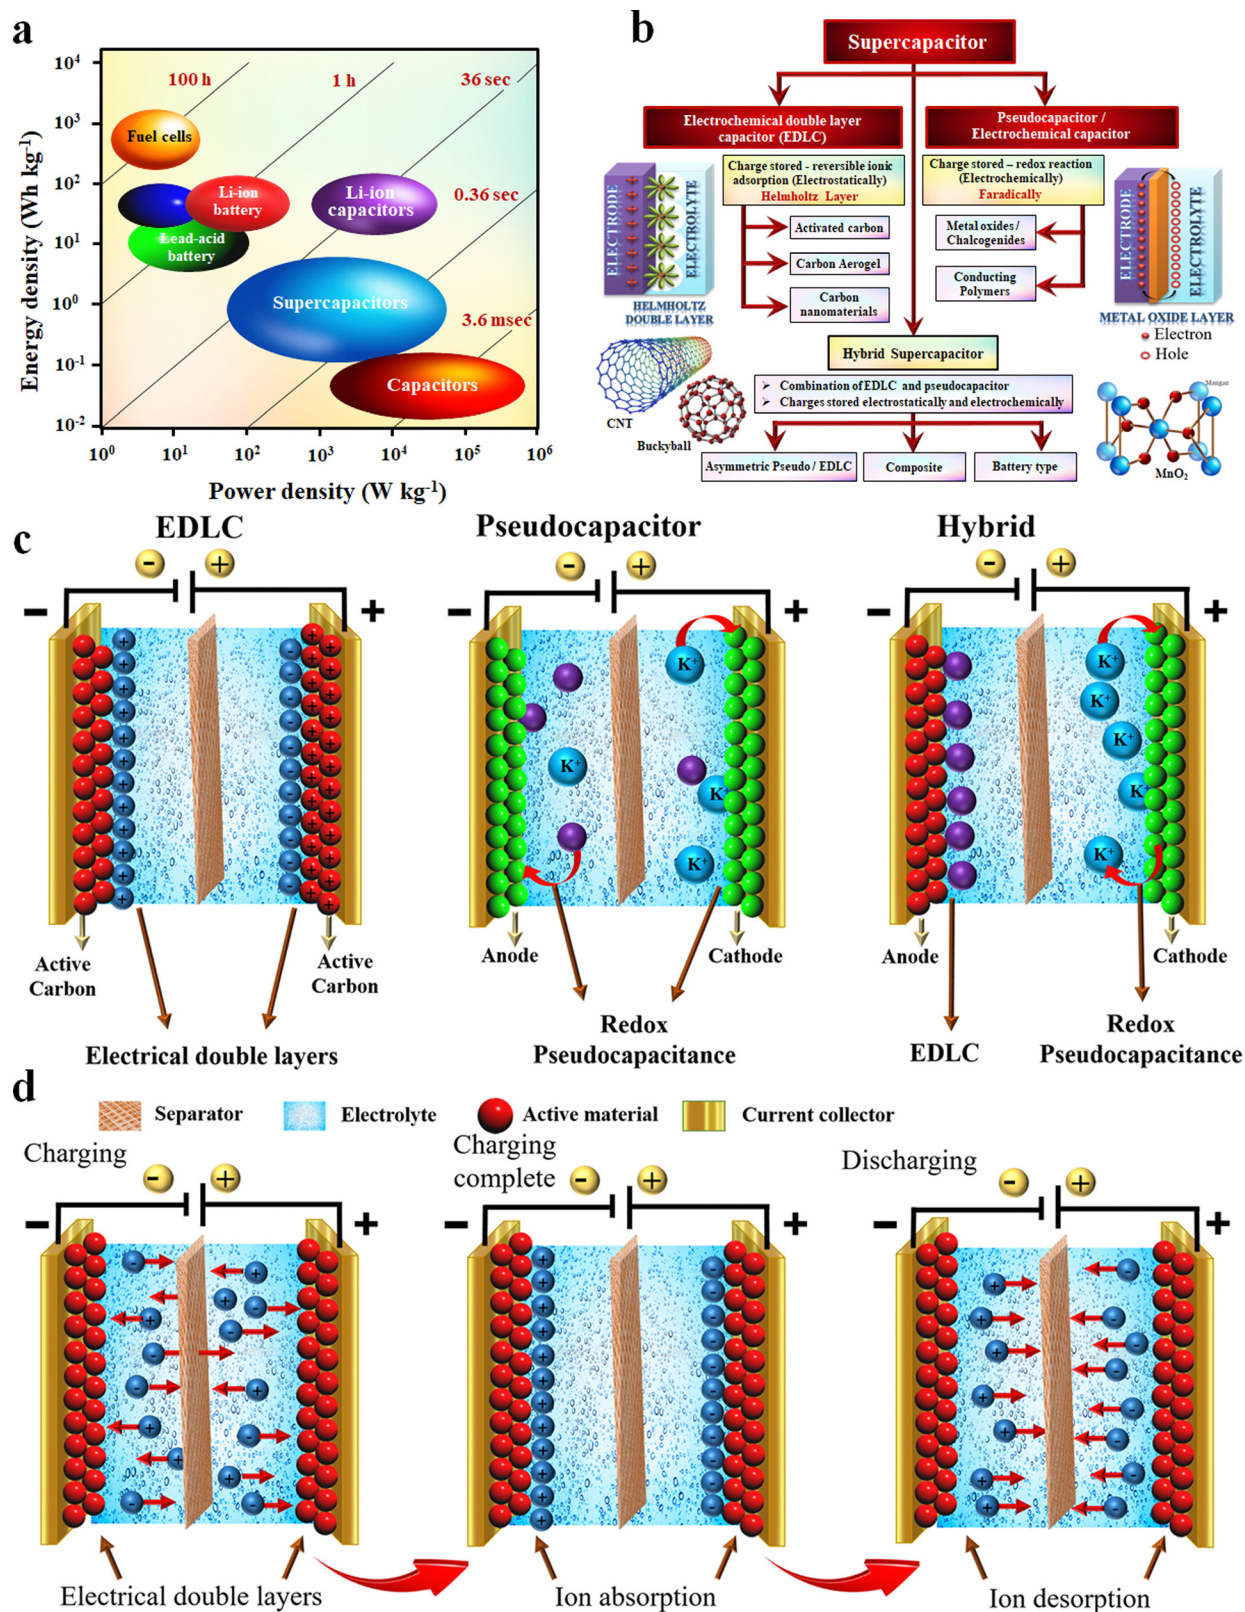 a
Energy density (Wh kg⁻¹)
10⁴
10³
10²
10¹
10⁰
10⁻¹
10⁻²
100 h
1 h
36 sec
0.36 sec
3.6 msec
Fuel cells
Li-ion
battery
Lead-acid
battery
Li-ion
capacitors
Supercapacitors
Capacitors
10⁰
10¹
10²
10³
10⁴
10⁵
10⁶
Power density (W kg⁻¹)
b
Supercapacitor
Electrochemical double layer
capacitor (EDLC)
Pseudocapacitor /
Electrochemical capacitor
Charge stored - reversible ionic
adsorption (Electrostatically)
Helmholtz Layer
Charge stored – redox reaction
(Electrochemically)
Faradically
Activated carbon
Carbon Aerogel
Carbon
nanomaterials
Metal oxides /
Chalcogenides
Conducting
Polymers
ELECTRODE
ELECTROLYTE
HELMHOLTZ
DOUBLE LAYER
ELECTRODE
ELECTROLYTE
METAL OXIDE LAYER
Electron
Hole
Hybrid Supercapacitor
➢ Combination of EDLC and pseudocapacitor
➢ Charges stored electrostatically and electrochemically
Asymmetric Pseudo / EDLC
Composite
Battery type
CNT
Buckyball
MnO₂
c
EDLC
Pseudocapacitor
Hybrid
- +
- +
- +
- +
- +
- +
K⁺
K⁺
K⁺
K⁺
K⁺
K⁺
K⁺
K⁺
K⁺
Active
Carbon
Active
Carbon
Anode
Cathode
Anode
Cathode
Electrical double layers
Redox
Pseudocapacitance
EDLC
Redox
Pseudocapacitance
d
Separator
Electrolyte
Active material
Current collector
Charging
Charging
complete
Discharging
- +
- +
- +
- +
- +
- +
Electrical double layers
Ion absorption
Ion desorption